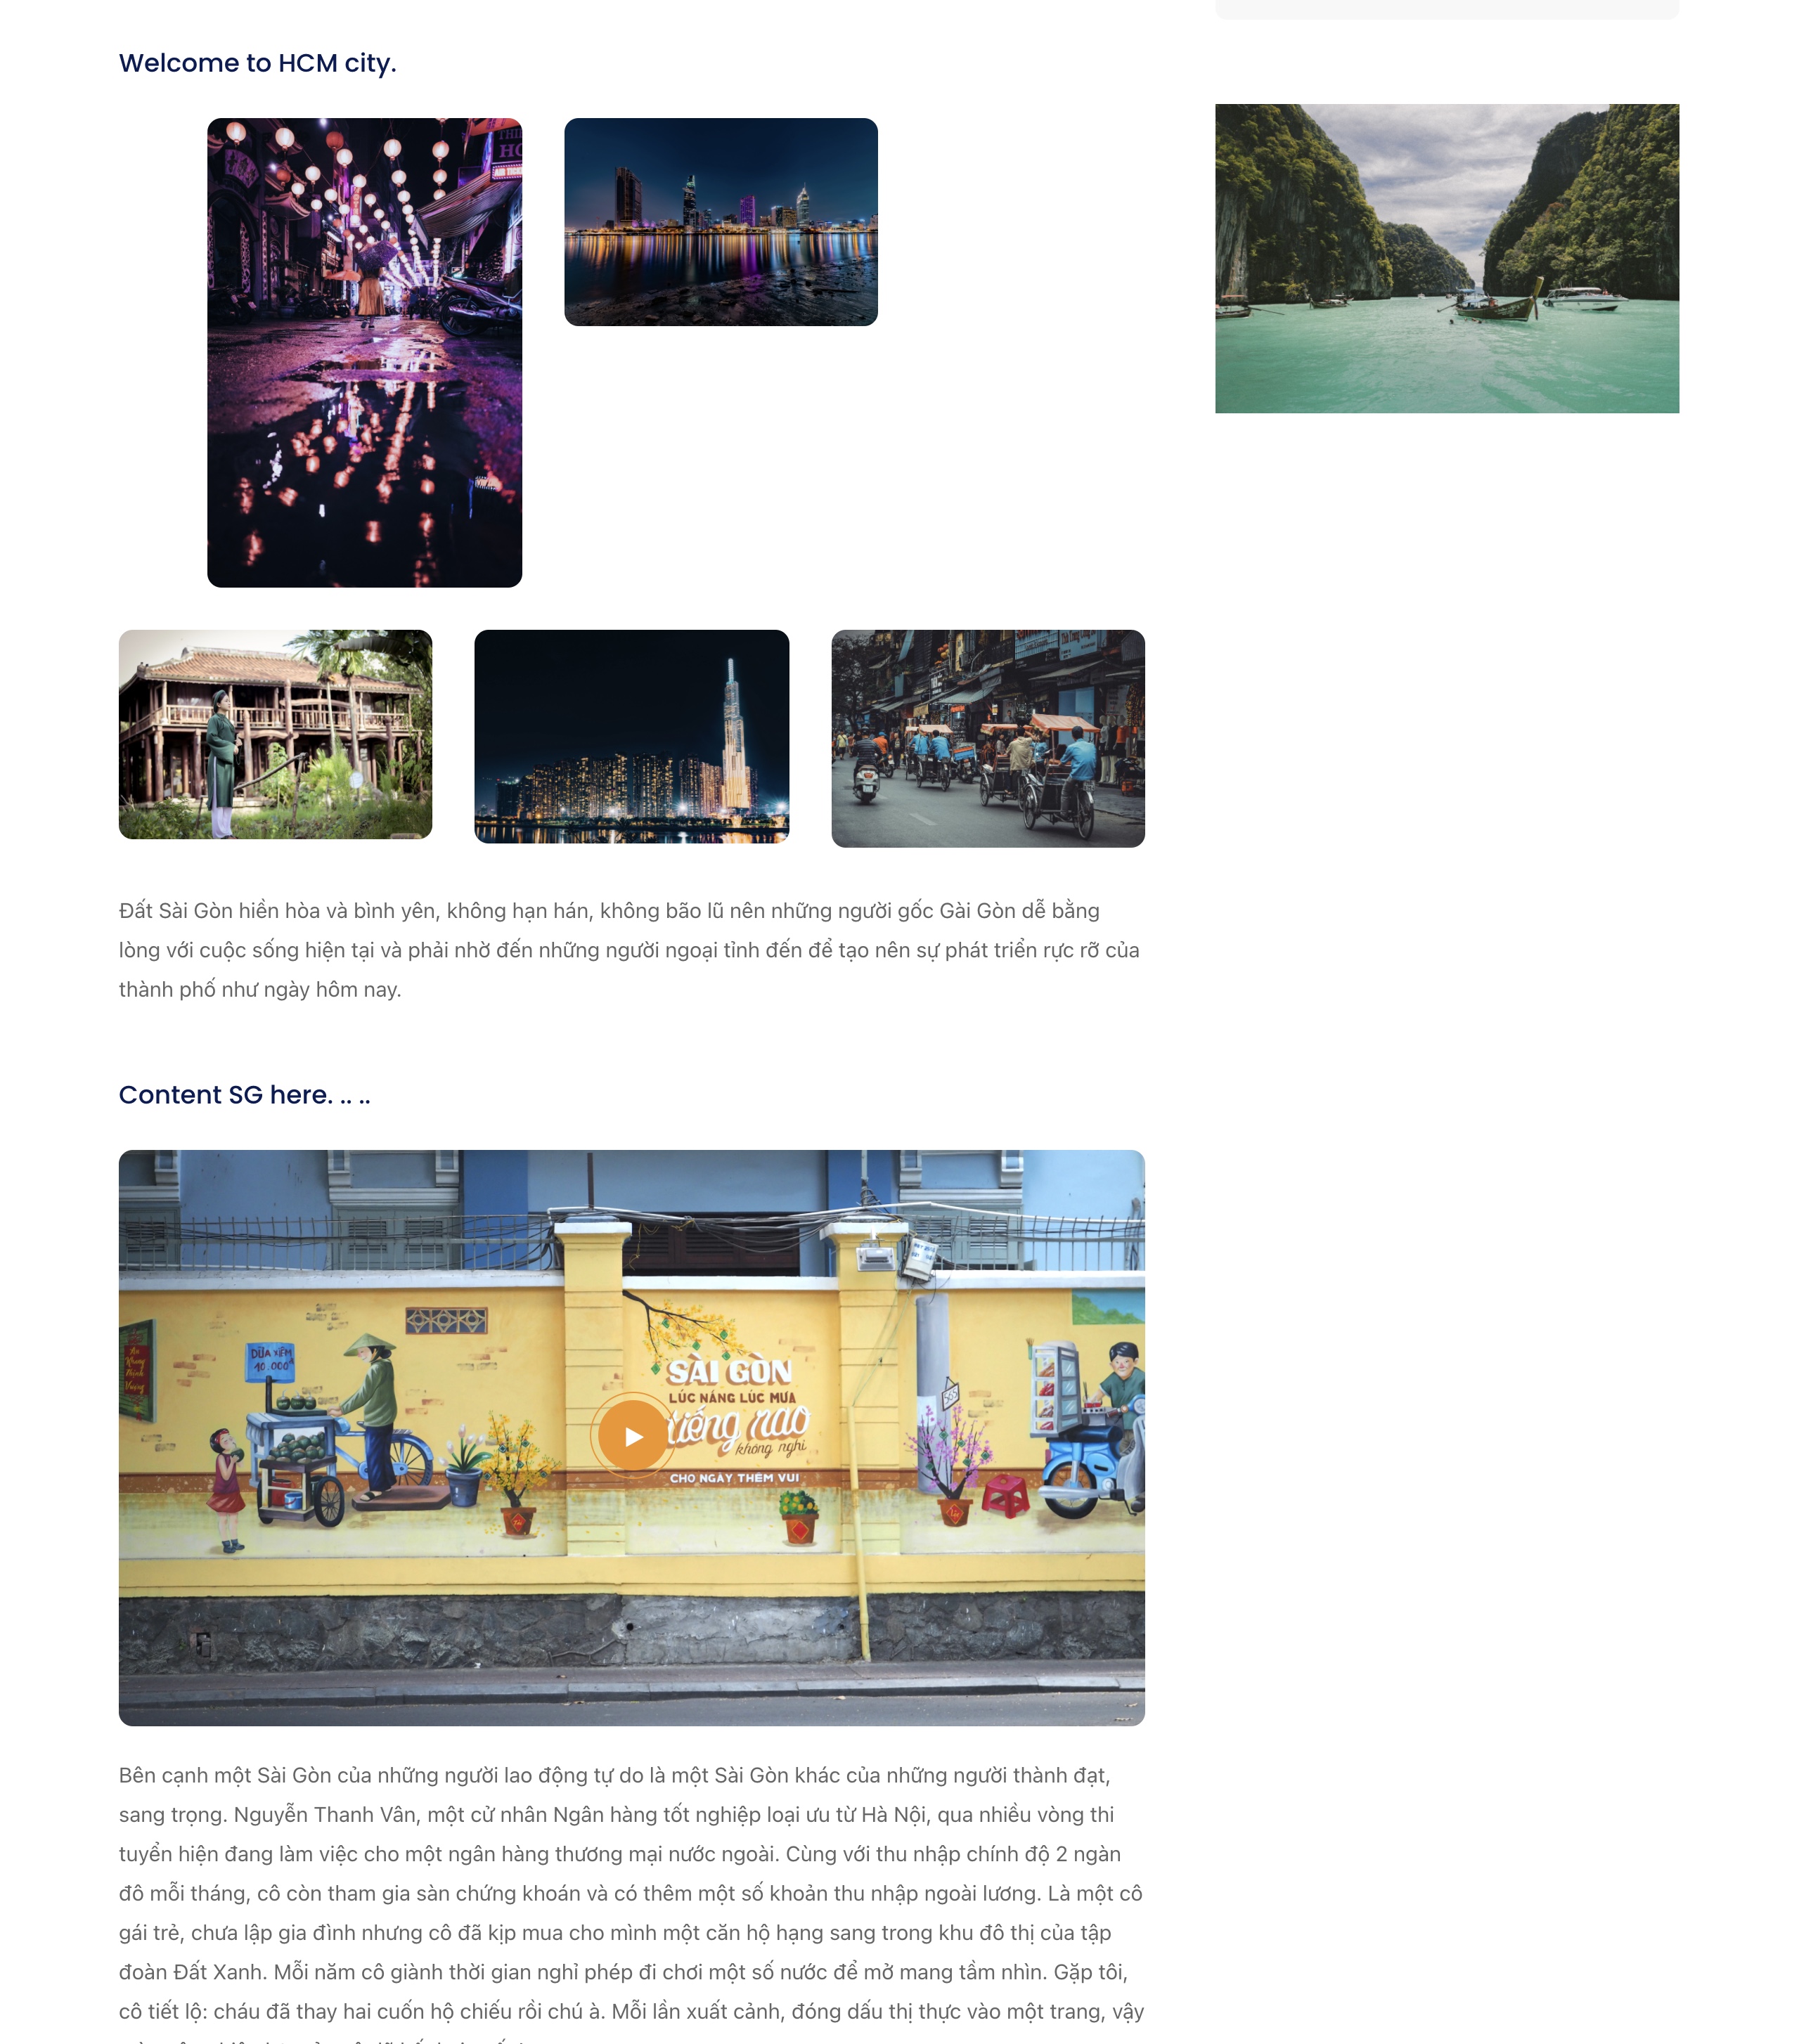 Welcome to HCM city.
Đất Sài Gòn hiền hòa và bình yên, không hạn hán, không bão lũ nên những người gốc Gài Gòn dễ bằng
lòng với cuộc sống hiện tại và phải nhờ đến những người ngoại tỉnh đến để tạo nên sự phát triển rực rỡ của
thành phố như ngày hôm nay.
Content SG here. .. ..
DỪA XIÊM
10.000
SÀI GÒN
LÚC NẮNG LÚC MƯA
tiếng rao
không nghỉ
CHO NGÀY THÊM VUI
Bên cạnh một Sài Gòn của những người lao động tự do là một Sài Gòn khác của những người thành đạt,
sang trọng. Nguyễn Thanh Vân, một cử nhân Ngân hàng tốt nghiệp loại ưu từ Hà Nội, qua nhiều vòng thi
tuyển hiện đang làm việc cho một ngân hàng thương mại nước ngoài. Cùng với thu nhập chính độ 2 ngàn
đô mỗi tháng, cô còn tham gia sàn chứng khoán và có thêm một số khoản thu nhập ngoài lương. Là một cô
gái trẻ, chưa lập gia đình nhưng cô đã kịp mua cho mình một căn hộ hạng sang trong khu đô thị của tập
đoàn Đất Xanh. Mỗi năm cô giành thời gian nghỉ phép đi chơi một số nước để mở mang tầm nhìn. Gặp tôi,
cô tiết lộ: cháu đã thay hai cuốn hộ chiếu rồi chú à. Mỗi lần xuất cảnh, đóng dấu thị thực vào một trang, vậy